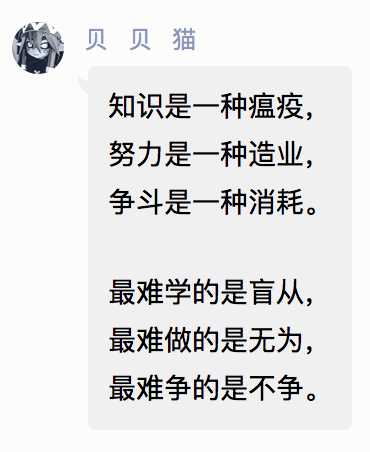 贝 贝 猫
知识是一种瘟疫，
努力是一种造业，
争斗是一种消耗。
最难学的是盲从，
最难做的是无为，
最难争的是不争。